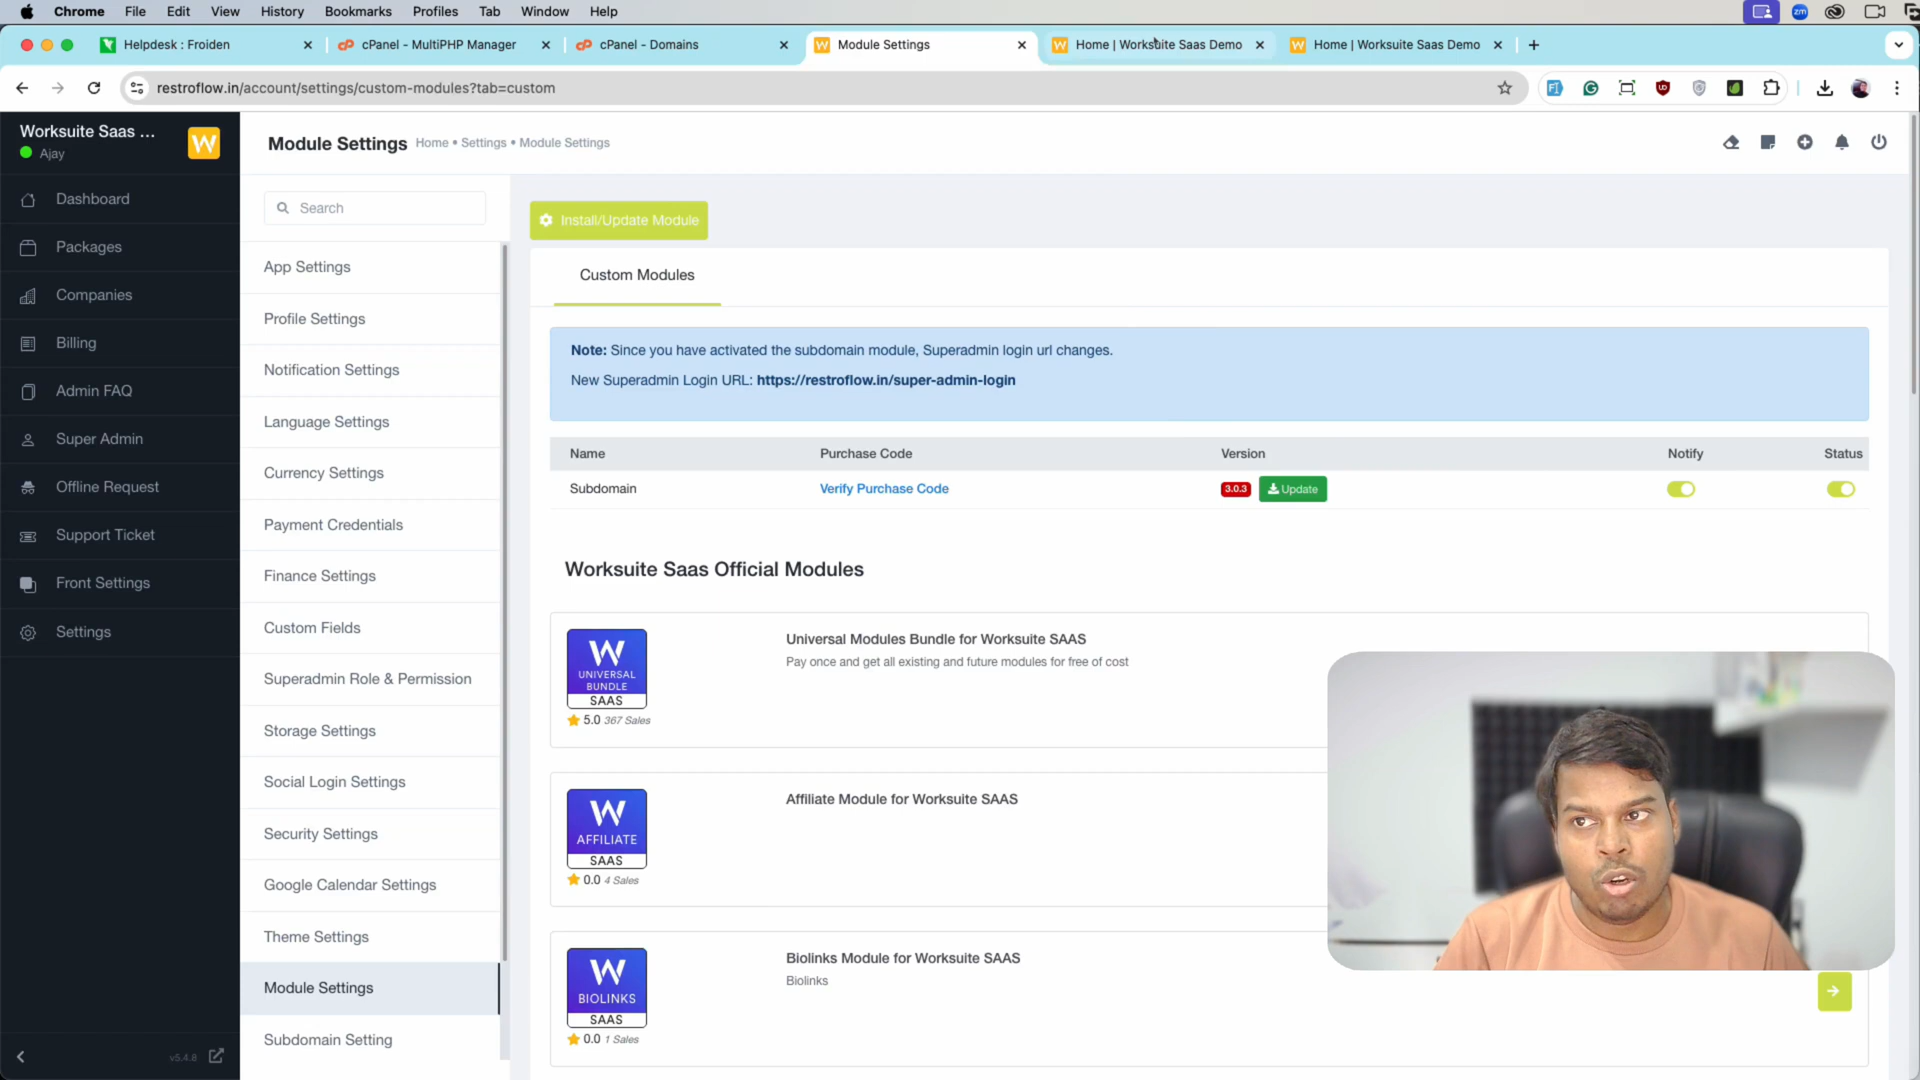 Chrome File Edit View History Bookmarks Profiles Tab Window Help
Helpdesk : Froiden
cPanel - MultiPHP Manager
cPanel - Domains
Module Settings
Home | Worksuite Saas Demo
Home | Worksuite Saas Demo
restroflow.in/account/settings/custom-modules?tab=custom
Worksuite Saas ...
Ajay
Dashboard
Packages
Companies
Billing
Admin FAQ
Super Admin
Offline Request
Support Ticket
Front Settings
Settings
v5.4.8
Module Settings Home • Settings • Module Settings
Search
App Settings
Profile Settings
Notification Settings
Language Settings
Currency Settings
Payment Credentials
Finance Settings
Custom Fields
Superadmin Role & Permission
Storage Settings
Social Login Settings
Security Settings
Google Calendar Settings
Theme Settings
Module Settings
Subdomain Setting
Install/Update Module
Custom Modules
Note: Since you have activated the subdomain module, Superadmin login url changes.
New Superadmin Login URL: https://restroflow.in/super-admin-login
Name Purchase Code Version Notify Status
Subdomain Verify Purchase Code 3.0.3 Update
Worksuite Saas Official Modules
W
UNIVERSAL
BUNDLE
SAAS
5.0 367 Sales
Universal Modules Bundle for Worksuite SAAS
Pay once and get all existing and future modules for free of cost
W
AFFILIATE
SAAS
0.0 4 Sales
Affiliate Module for Worksuite SAAS
W
BIOLINKS
SAAS
0.0 1 Sales
Biolinks Module for Worksuite SAAS
Biolinks